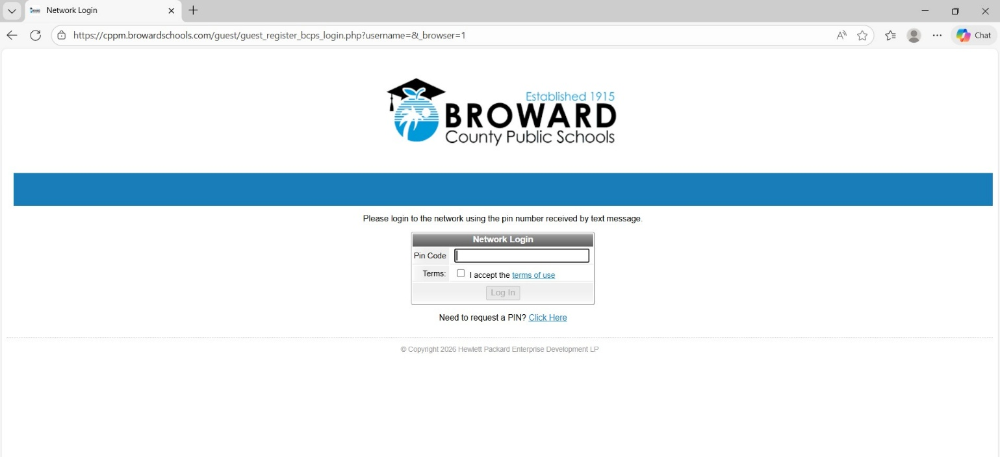 Network Login
https://cppm.browardschools.com/guest/guest_register_bcps_login.php?username=&_browser=1
Chat
Established 1915
BROWARD
County Public Schools
Please login to the network using the pin number received by text message.
Network Login
Pin Code
Terms: I accept the terms of use
Log In
Need to request a PIN? Click Here
© Copyright 2026 Hewlett Packard Enterprise Development LP